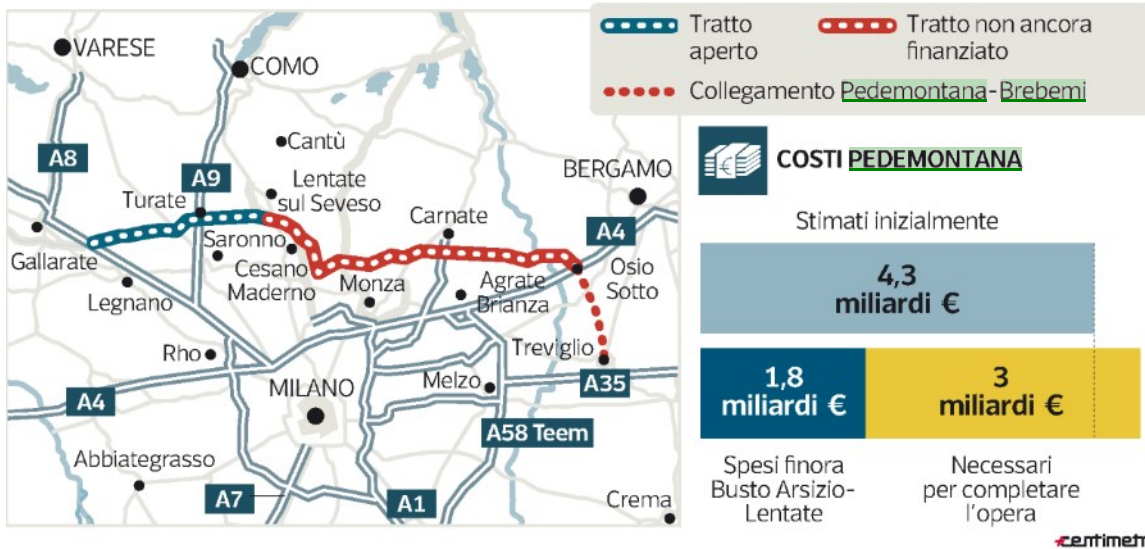 VARESE
COMO
Cantù
A8
A9
BERGAMO
Turate
Lentate
sul Seveso
Carnate
A4
Gallarate
Saronno
Cesano
Maderno
Monza
Agrate
Brianza
Osio
Sotto
Legnano
Rho
Treviglio
MILANO
Melzo
A35
A4
A58 Teem
Abbiategrasso
A7
A1
Crema
Tratto
aperto
Tratto non ancora
finanziato
Collegamento Pedemontana-Brebemi
€
COSTI PEDEMONTANA
Stimati inizialmente
4,3
miliardi €
1,8
miliardi €
3
miliardi €
Spesi finora
Busto Arsizio-
Lentate
Necessari
per completare
l'opera